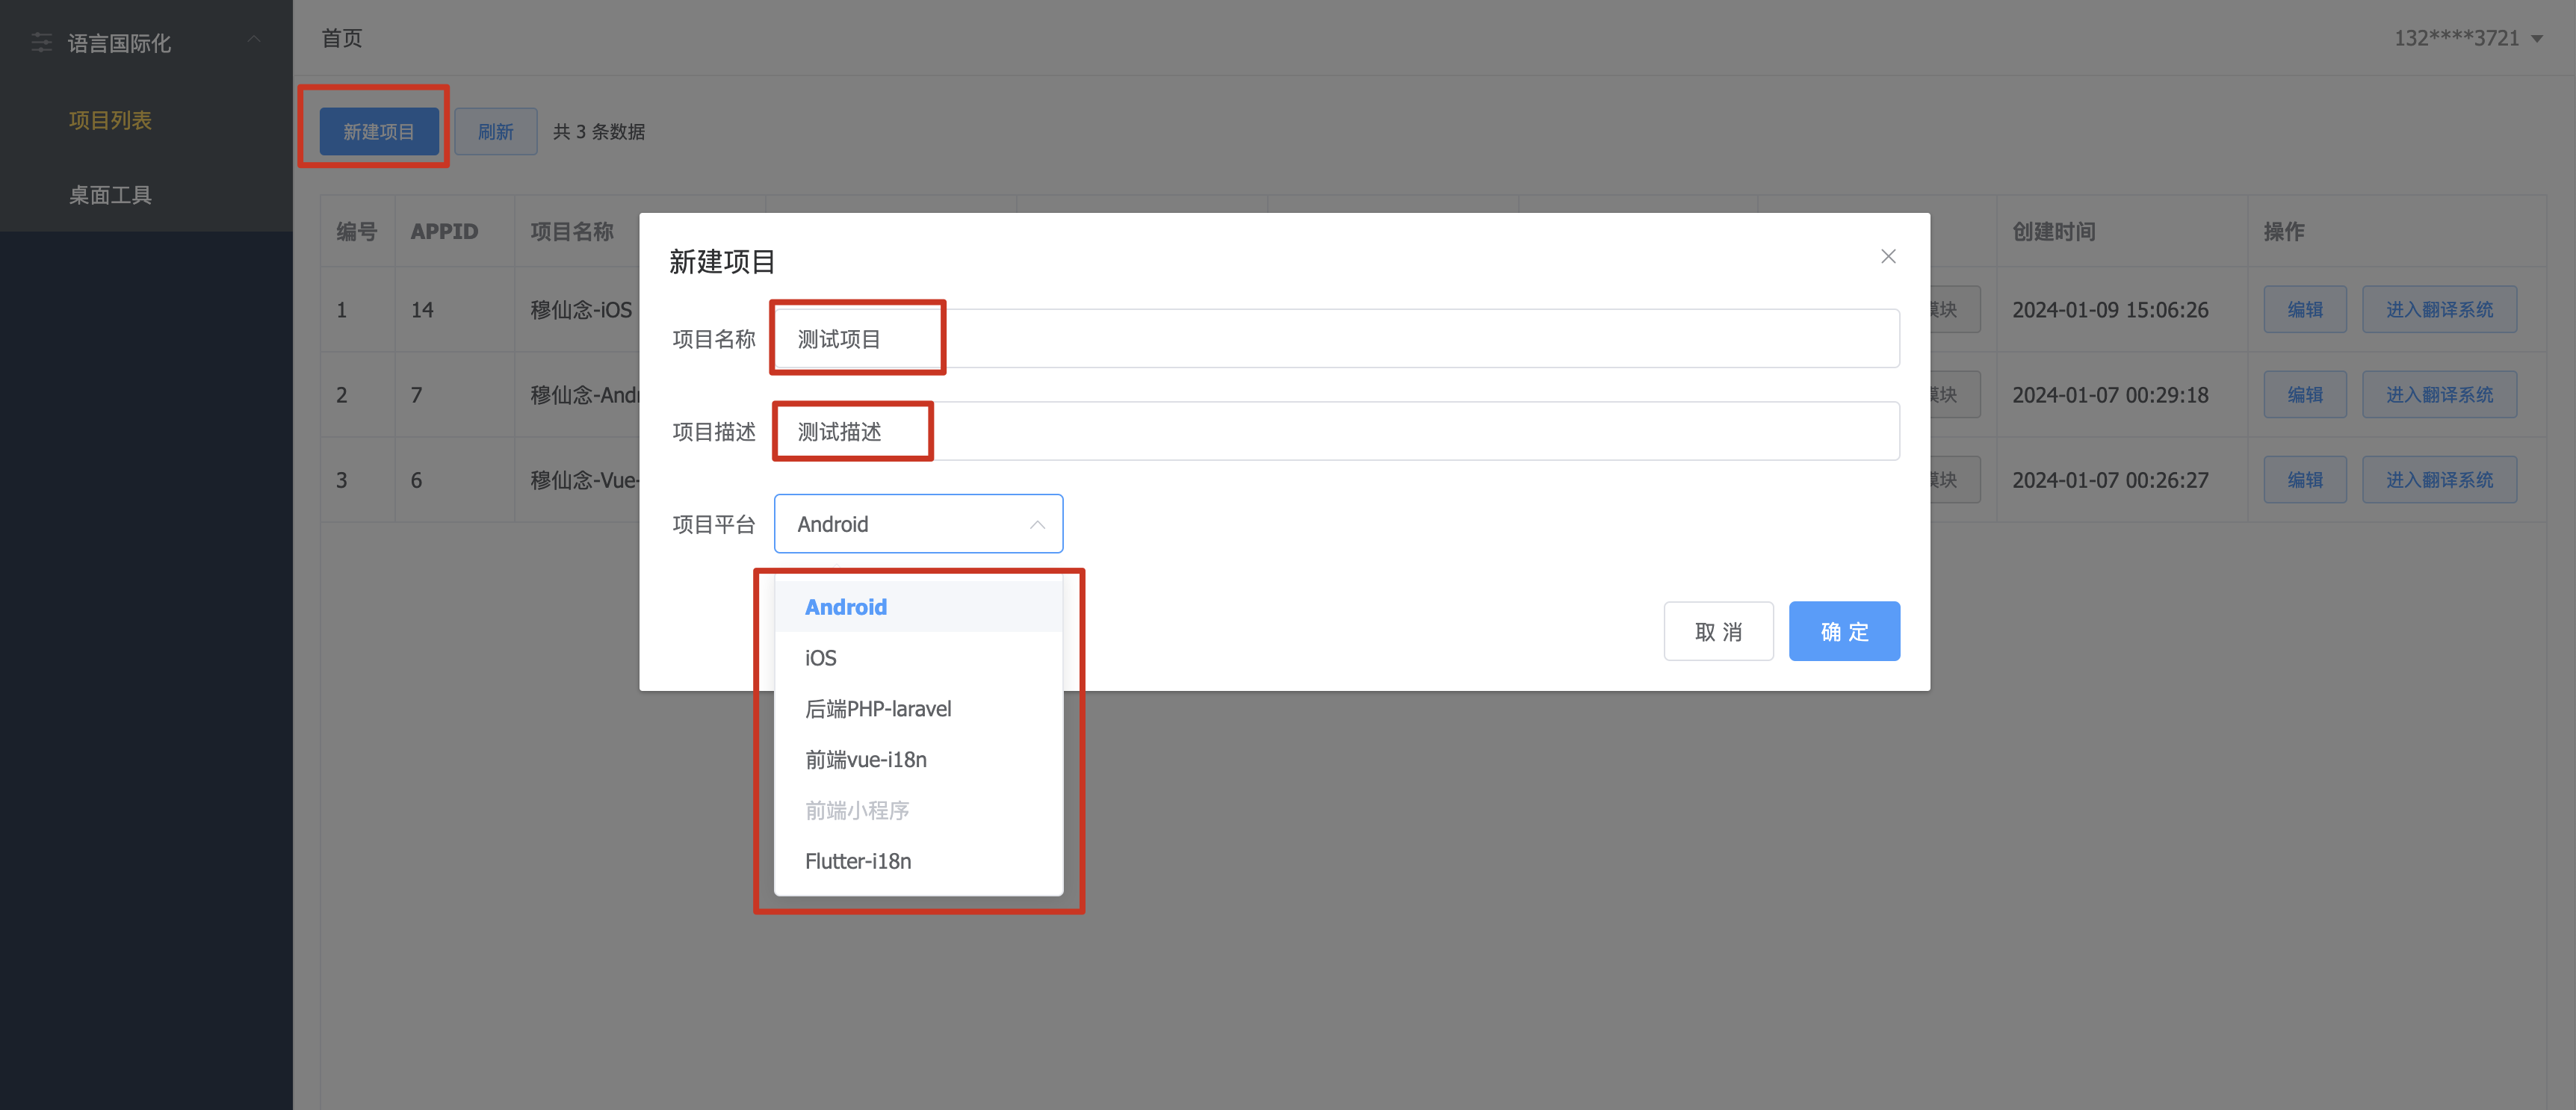 语言国际化
项目列表
桌面工具
首页
132****3721
新建项目 刷新 共 3 条数据
编号 APPID 项目名称 创建时间 操作
1 14 穆仙念-iOS 模块 2024-01-09 15:06:26 编辑 进入翻译系统
2 7 穆仙念-Andr 模块 2024-01-07 00:29:18 编辑 进入翻译系统
3 6 穆仙念-Vue- 模块 2024-01-07 00:26:27 编辑 进入翻译系统
新建项目
项目名称 测试项目
项目描述 测试描述
项目平台 Android
Android
iOS
后端PHP-laravel
前端vue-i18n
前端小程序
Flutter-i18n
取 消 确 定